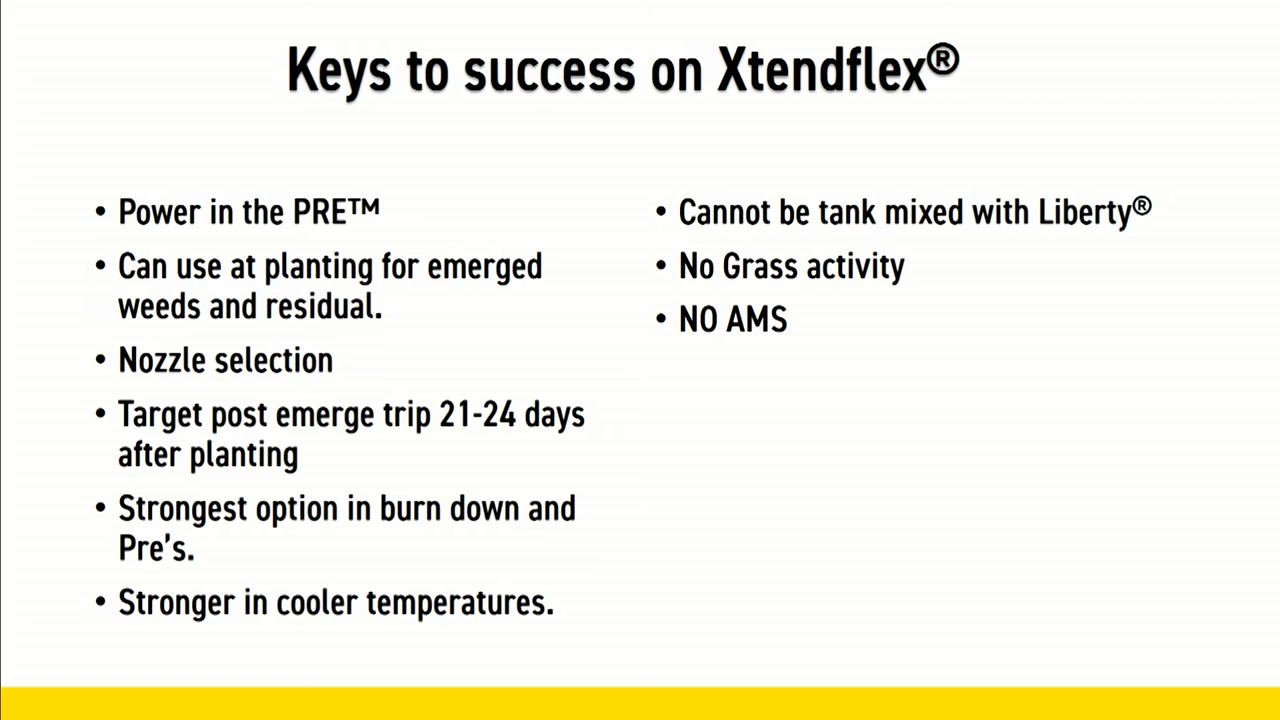 Keys to success on Xtendflex®
• Power in the PRE™
• Can use at planting for emerged
weeds and residual.
• Nozzle selection
• Target post emerge trip 21-24 days
after planting
• Strongest option in burn down and
Pre's.
• Stronger in cooler temperatures.
• Cannot be tank mixed with Liberty®
• No Grass activity
• NO AMS